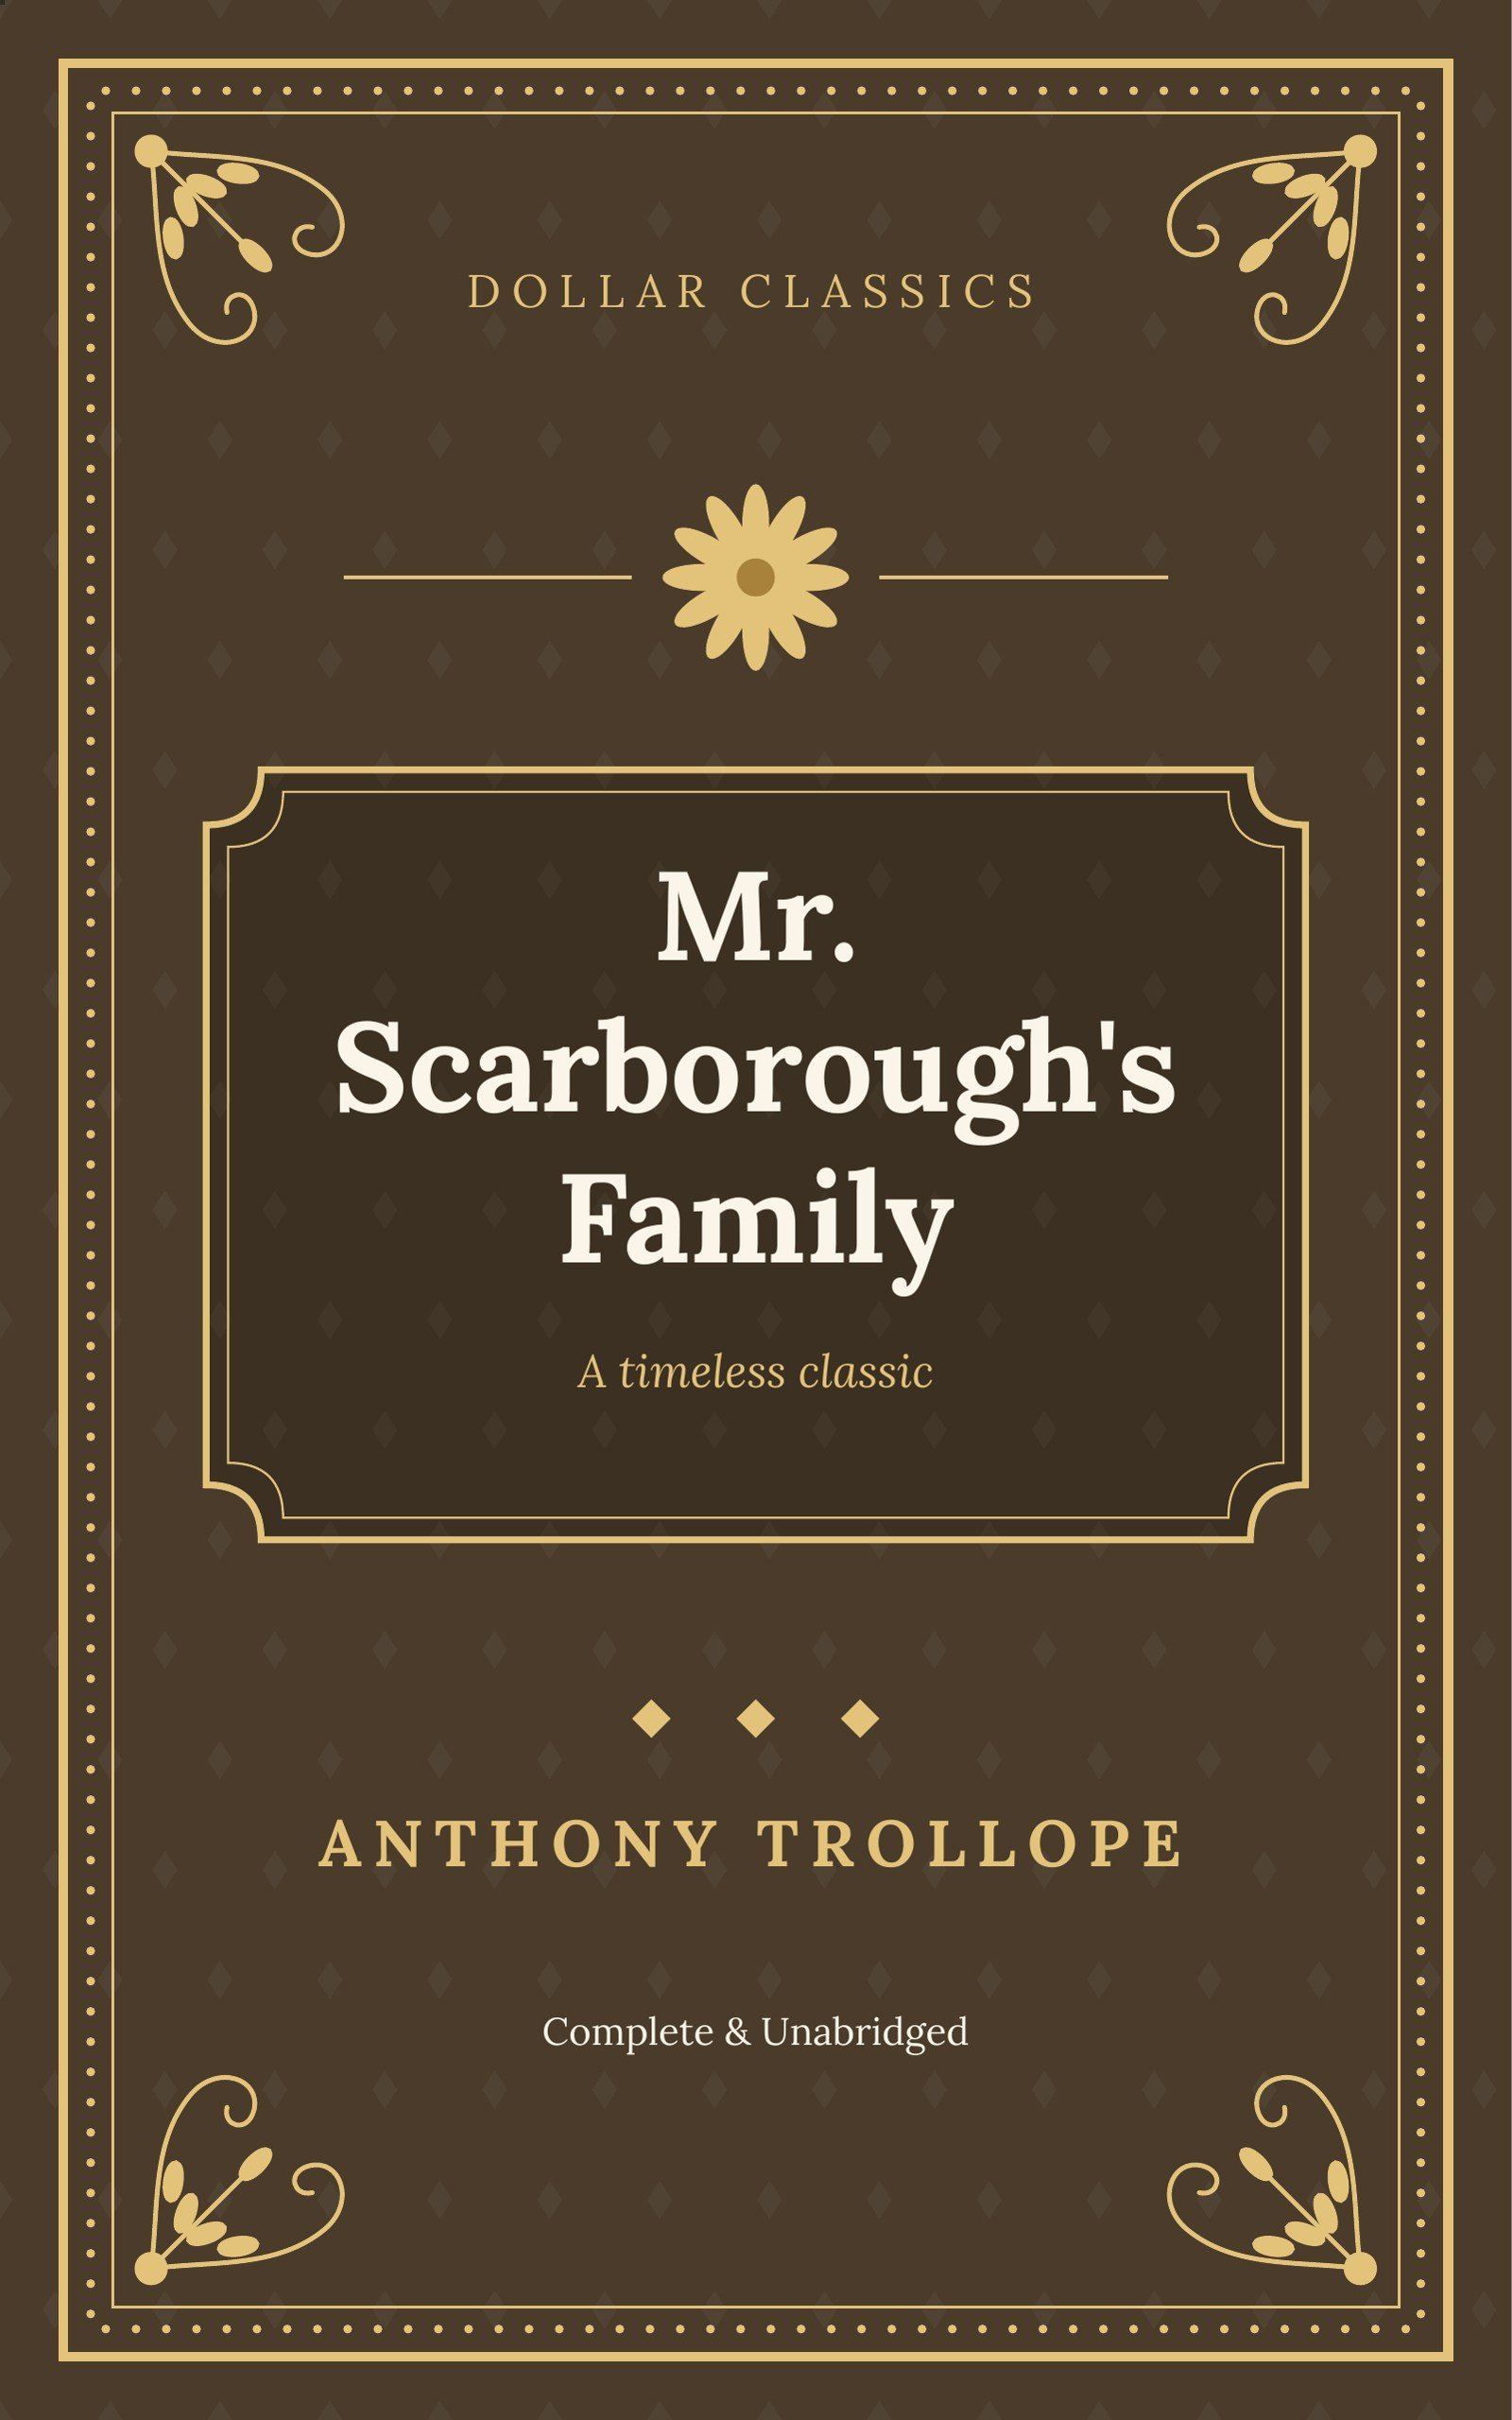 DOLLAR CLASSICS
Mr.
Scarborough's
Family
A timeless classic
ANTHONY TROLLOPE
Complete & Unabridged